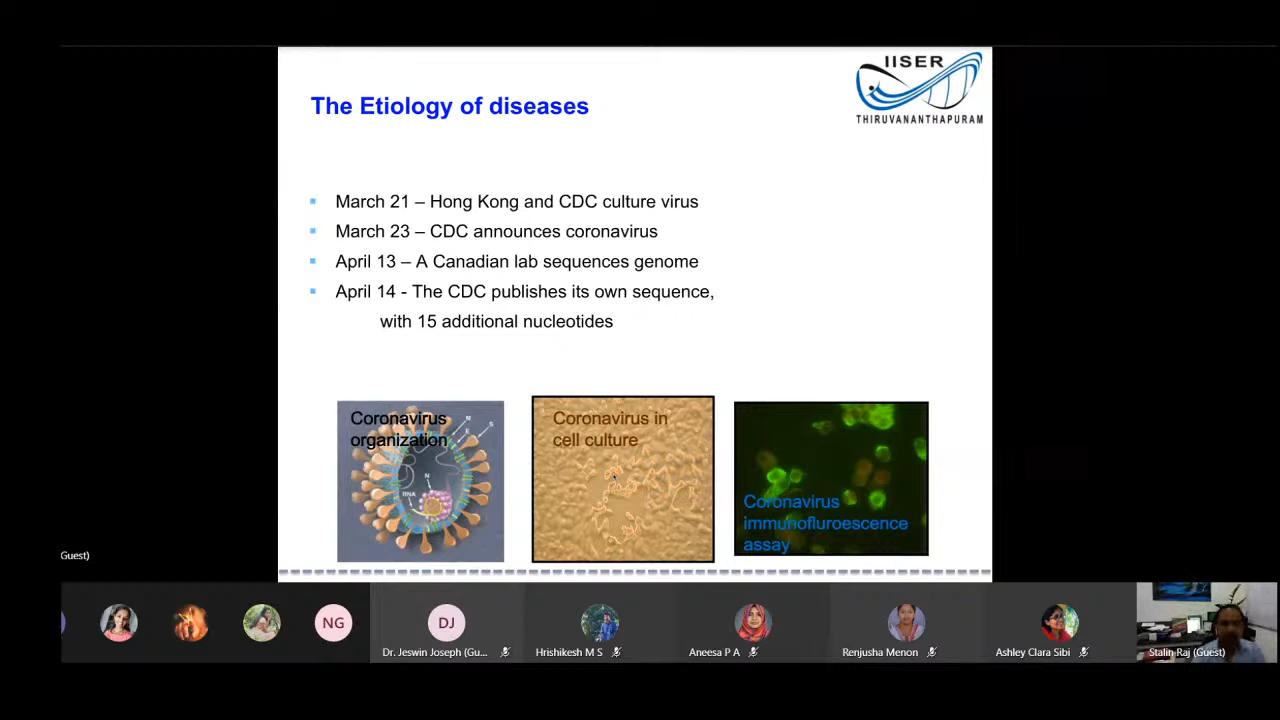 IISER
THIRUVANANTHAPURAM
The Etiology of diseases
March 21 – Hong Kong and CDC culture virus
March 23 – CDC announces coronavirus
April 13 – A Canadian lab sequences genome
April 14 - The CDC publishes its own sequence,
with 15 additional nucleotides
Coronavirus
organization
M
E
S
N
RNA
Coronavirus in
cell culture
Coronavirus
immunofluroescence
assay
Guest)
NG
DJ
Dr. Jeswin Joseph (Gu...
Hrishikesh M S
Aneesa P A
Renjusha Menon
Ashley Clara Sibi
Stalin Raj (Guest)